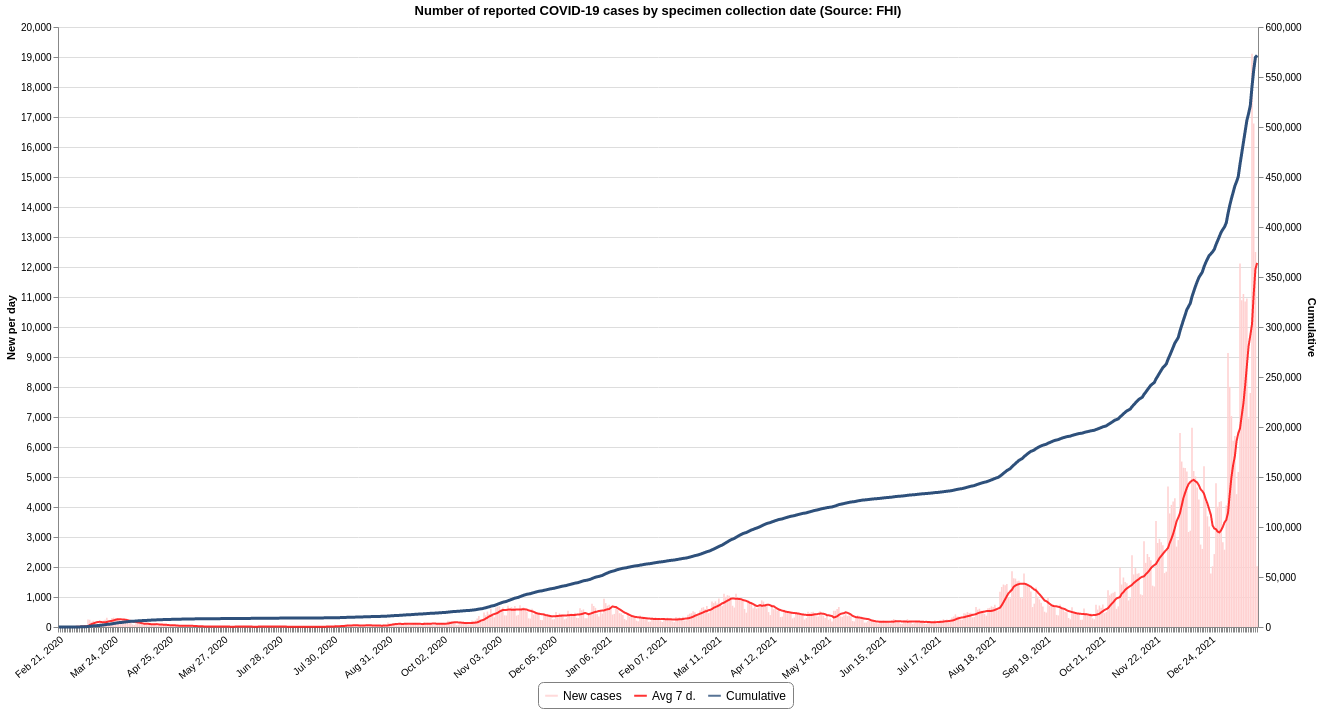 Number of reported COVID-19 cases by specimen collection date (Source: FHI)
20,000
19,000
18,000
17,000
16,000
15,000
14,000
13,000
12,000
11,000
10,000
9,000
8,000
7,000
6,000
5,000
4,000
3,000
2,000
1,000
0
New per day
600,000
550,000
500,000
450,000
400,000
350,000
300,000
250,000
200,000
150,000
100,000
50,000
0
Cumulative
Feb 21, 2020
Mar 24, 2020
Apr 25, 2020
May 27, 2020
Jun 28, 2020
Jul 30, 2020
Aug 31, 2020
Oct 02, 2020
Nov 03, 2020
Dec 05, 2020
Jan 06, 2021
Feb 07, 2021
Mar 11, 2021
Apr 12, 2021
May 14, 2021
Jun 15, 2021
Jul 17, 2021
Aug 18, 2021
Sep 19, 2021
Oct 21, 2021
Nov 22, 2021
Dec 24, 2021
New cases Avg 7 d. Cumulative